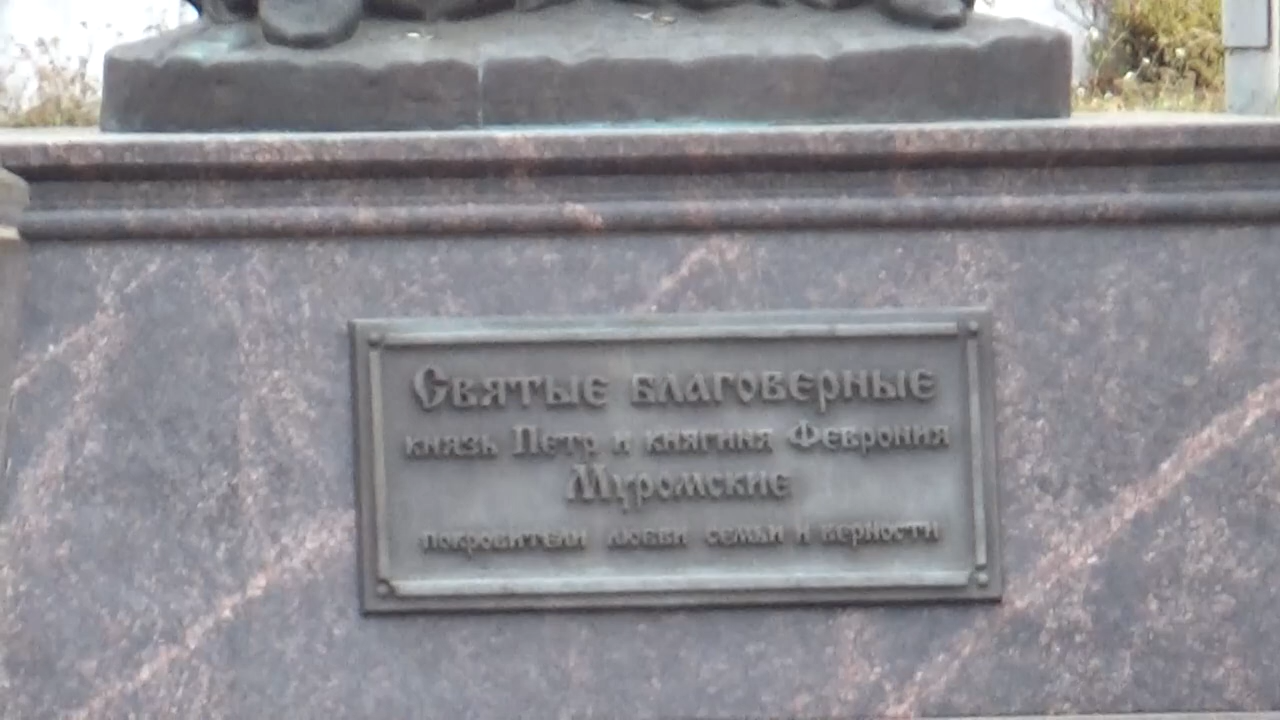 Святые благоверные
князь Петр и княгиня Феврония
Муромские
покровители любви семьи и верности